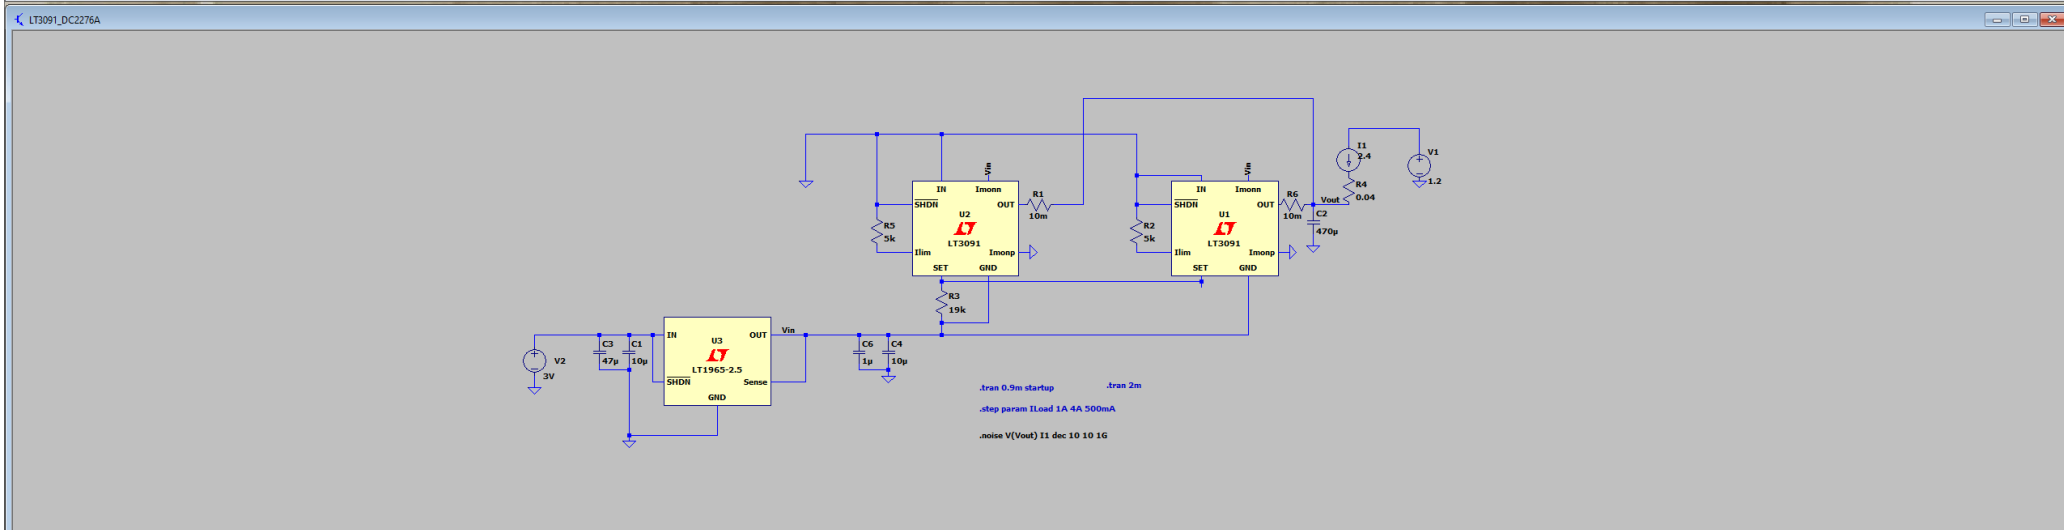 LT3091_DC2276A
I1
2.4
V1
1.2
R4
0.04
Vin
Vin
IN
Imonn
R1
10m
SHDN
OUT
U2
LT3091
R5
5k
Ilim
Imonp
SET
GND
IN
Imonn
R6
10m
Vout
SHDN
OUT
C2
470µ
U1
LT3091
R2
5k
Ilim
Imonp
SET
GND
R3
19k
V2
3V
C3
47µ
C1
10µ
IN
OUT
U3
LT1965-2.5
SHDN
Sense
GND
Vin
C6
1µ
C4
10µ
.tran 0.9m startup
.tran 2m
.step param ILoad 1A 4A 500mA
.noise V(Vout) I1 dec 10 10 1G